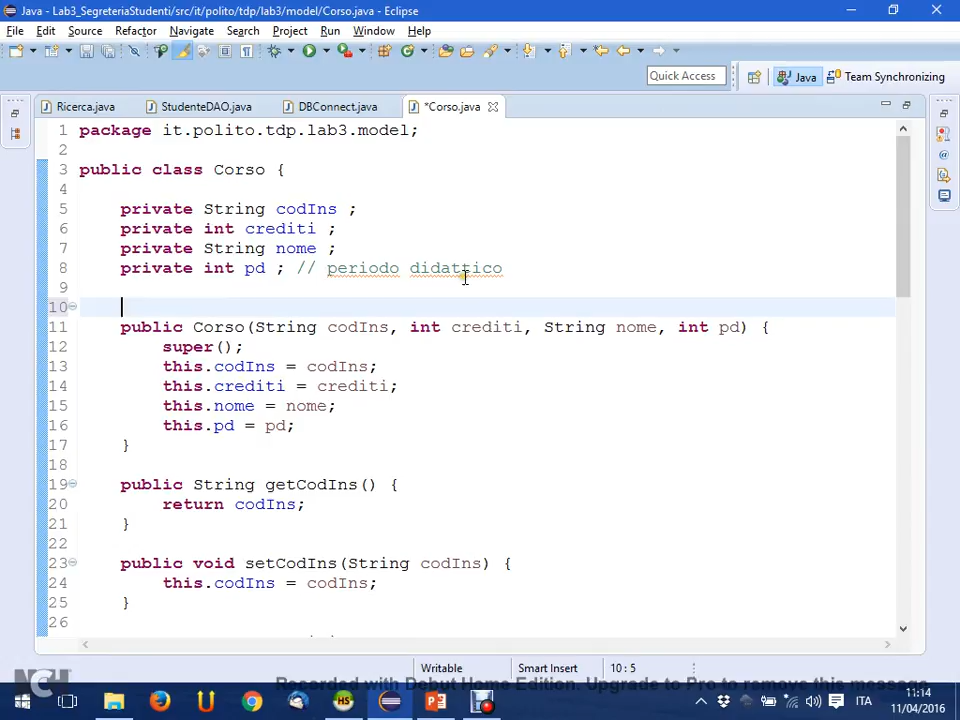 Java - Lab3_SegreteriaStudenti/src/it/polito/tdp/lab3/model/Corso.java - Eclipse
File Edit Source Refactor Navigate Search Project Run Window Help
Quick Access Java Team Synchronizing
Ricerca.java StudenteDAO.java DBConnect.java *Corso.java
1 package it.polito.tdp.lab3.model;
2
3 public class Corso {
4
5 private String codIns ;
6 private int crediti ;
7 private String nome ;
8 private int pd ; // periodo didattico
9
10
11 public Corso(String codIns, int crediti, String nome, int pd) {
12 super();
13 this.codIns = codIns;
14 this.crediti = crediti;
15 this.nome = nome;
16 this.pd = pd;
17 }
18
19 public String getCodIns() {
20 return codIns;
21 }
22
23 public void setCodIns(String codIns) {
24 this.codIns = codIns;
25 }
26
Writable Smart Insert 10 : 5
NCH
Recorded with Debut Home Edition. Upgrade to Pro to remove this message
ITA
11:14
11/04/2016